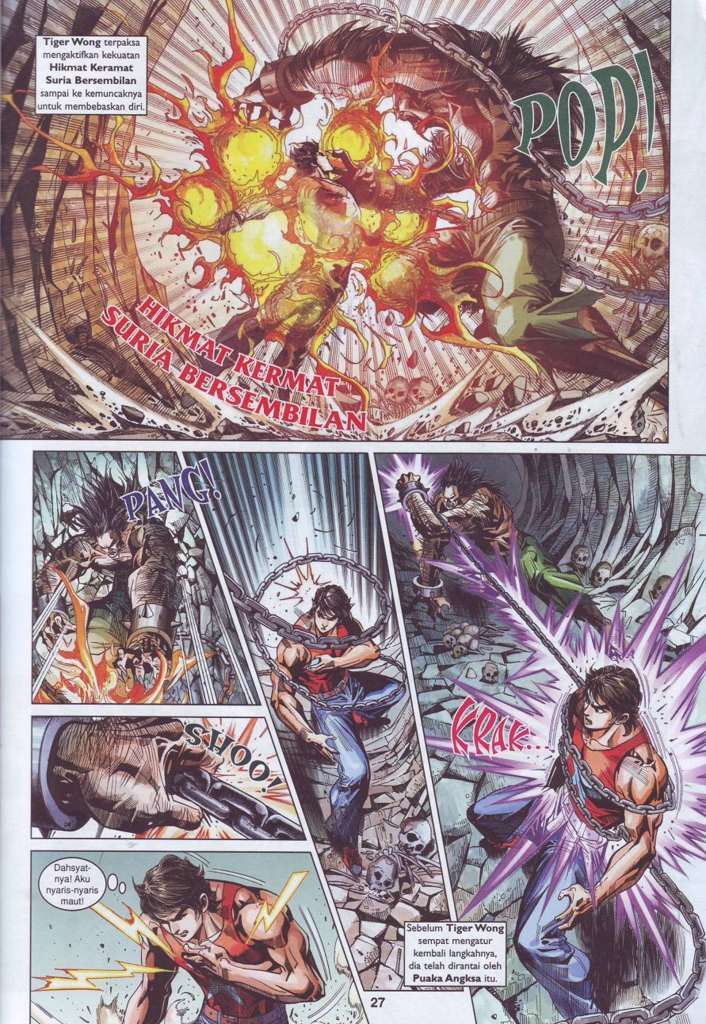 Tiger Wong terpaksa
mengaktifkan kekuatan
Hikmat Keramat
Suria Bersembilan
sampai ke kemuncaknya
untuk membebaskan diri.
POP!
HIKMAT KERMAT
SURIA BERSEMBILAN
PANG!
SHOO!
Dahsyat-
nya! Aku
nyaris-nyaris
maut!
KRAK...
Sebelum Tiger Wong
sempat mengatur
kembali langkahnya,
dia telah dirantai oleh
Puaka Angksa itu.
27